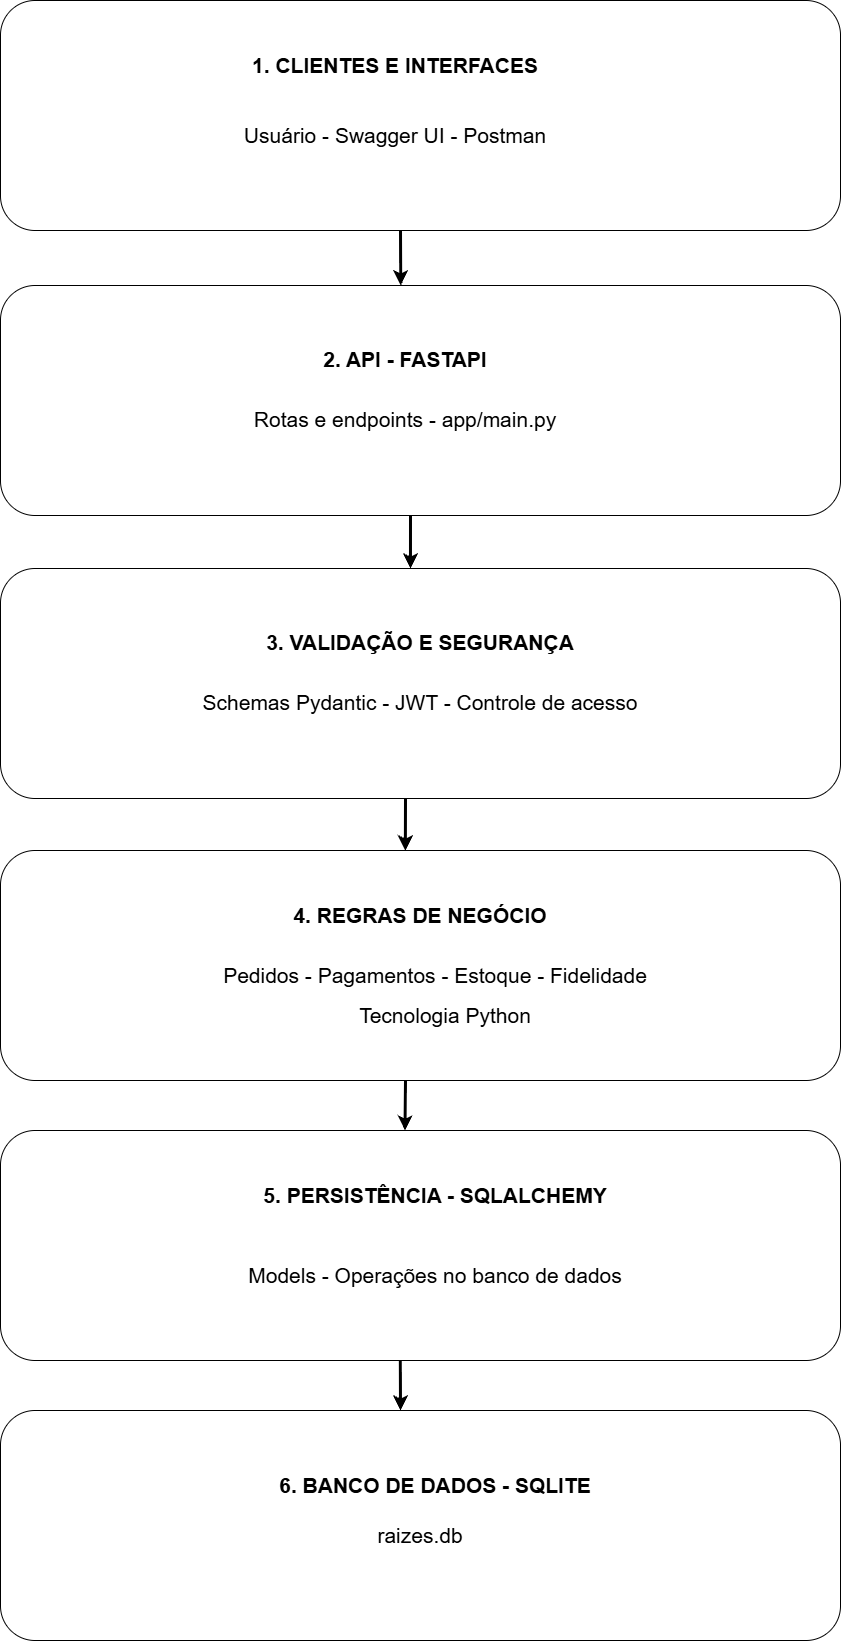 1. CLIENTES E INTERFACES
Usuário - Swagger UI - Postman
2. API - FASTAPI
Rotas e endpoints - app/main.py
3. VALIDAÇÃO E SEGURANÇA
Schemas Pydantic - JWT - Controle de acesso
4. REGRAS DE NEGÓCIO
Pedidos - Pagamentos - Estoque - Fidelidade
Tecnologia Python
5. PERSISTÊNCIA - SQLALCHEMY
Models - Operações no banco de dados
6. BANCO DE DADOS - SQLITE
raizes.db